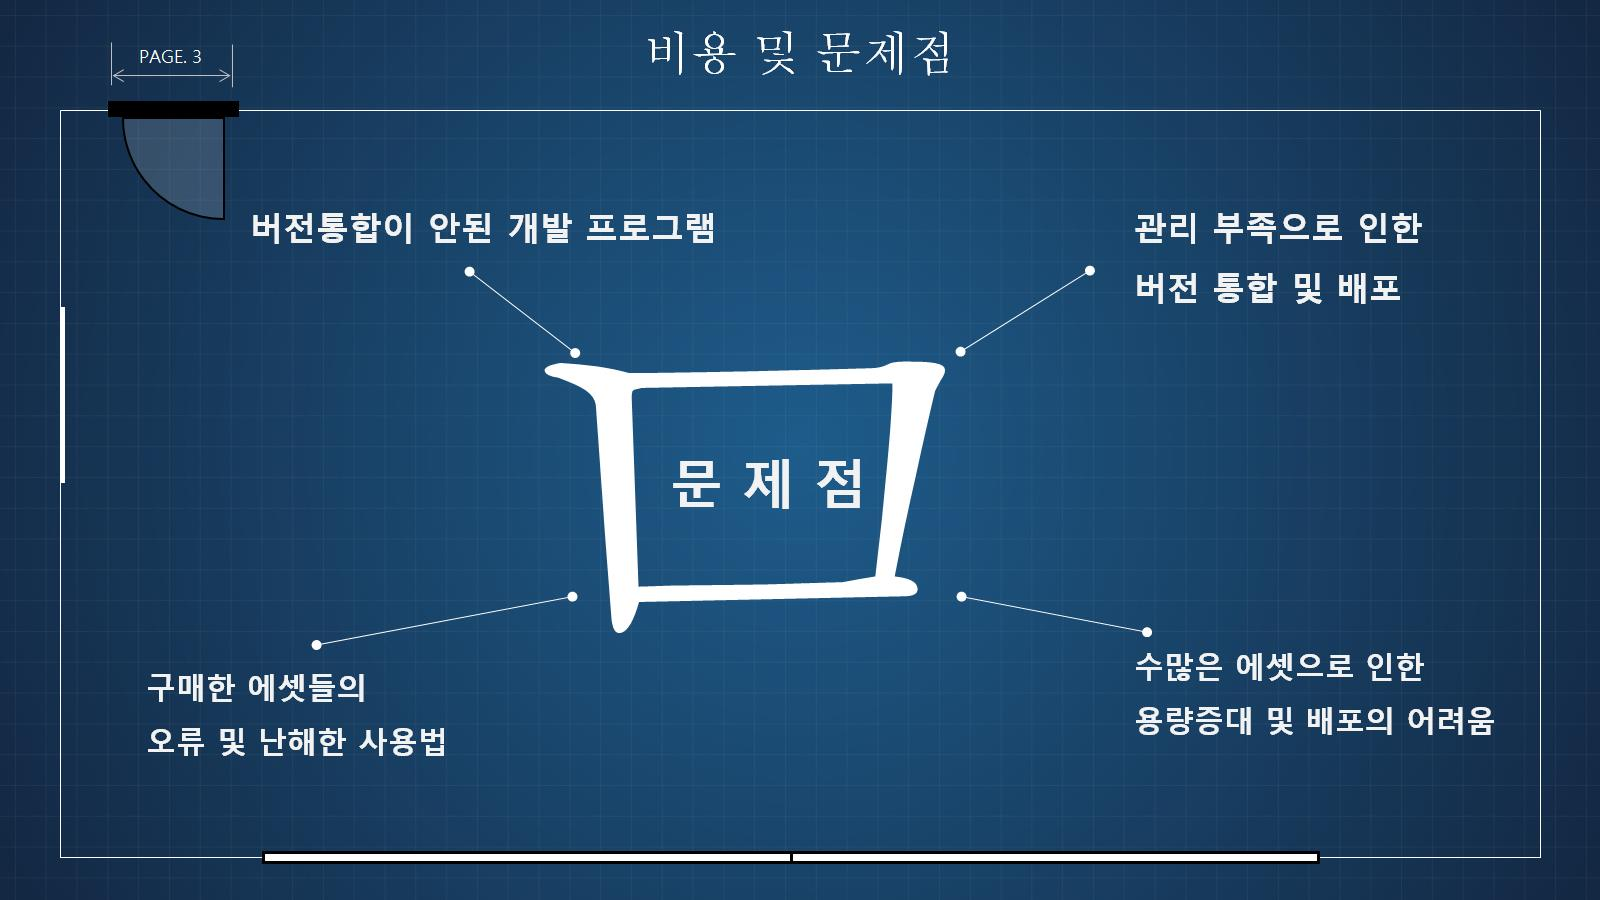 비용 및 문제점
PAGE. 3
버전통합이 안된 개발 프로그램
관리 부족으로 인한
버전 통합 및 배포
문 제 점
구매한 에셋들의
오류 및 난해한 사용법
수많은 에셋으로 인한
용량증대 및 배포의 어려움